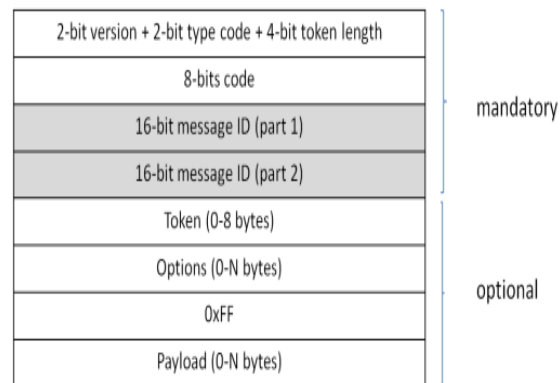 2-bit version + 2-bit type code + 4-bit token length
8-bits code
16-bit message ID (part 1)
16-bit message ID (part 2)
Token (0-8 bytes)
Options (0-N bytes)
0xFF
Payload (0-N bytes)
mandatory
optional